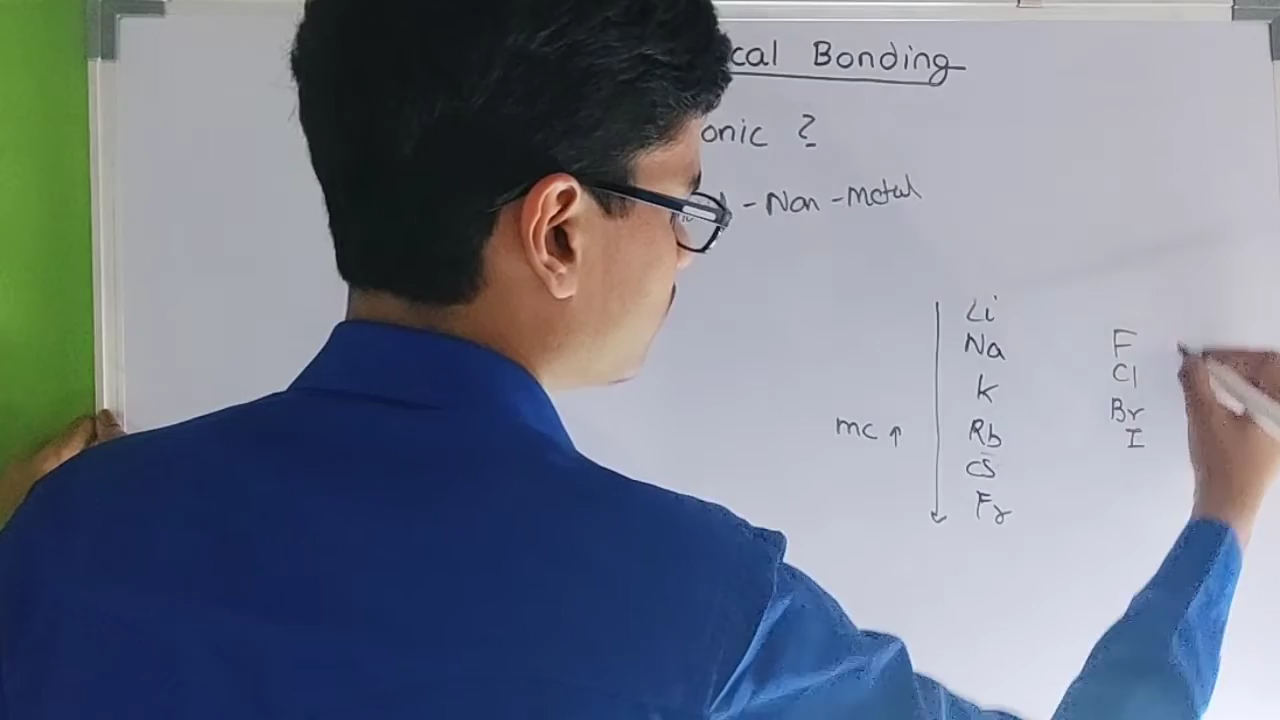 cal Bonding
onic ?
- Non - Metal
Li
Na
K
mc ↑ Rb
Cs
Fr
F
Cl
Br
I